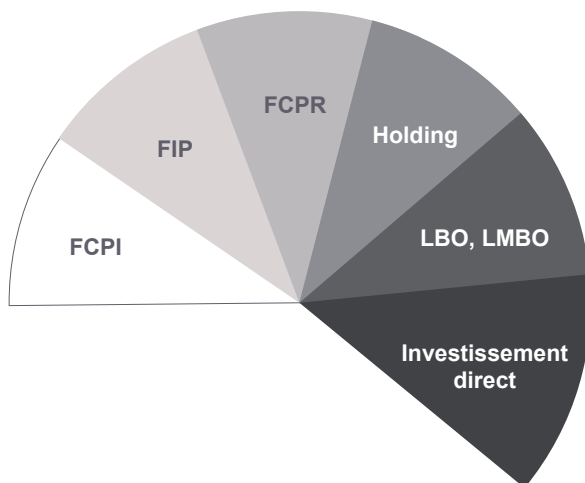 FCPR
Holding
FIP
LBO, LMBO
FCPI
Investissement
direct